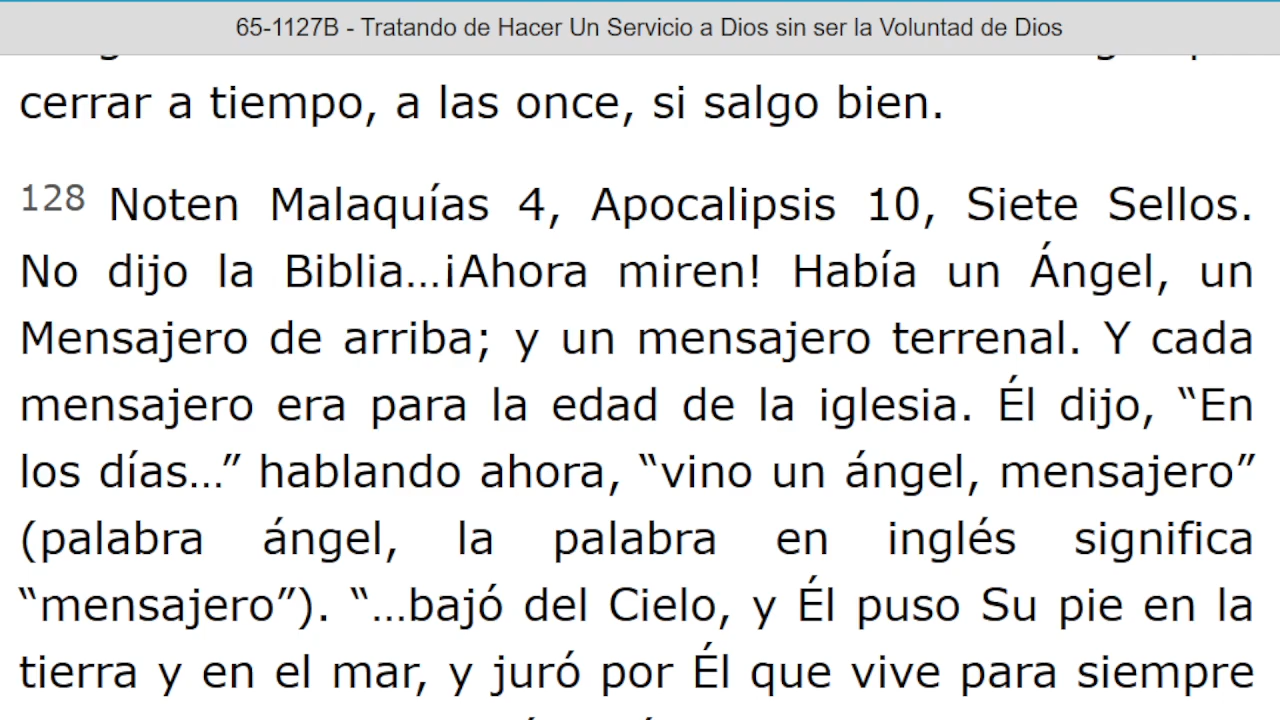 65-1127B - Tratando de Hacer Un Servicio a Dios sin ser la Voluntad de Dios
cerrar a tiempo, a las once, si salgo bien.
128 Noten Malaquías 4, Apocalipsis 10, Siete Sellos.
No dijo la Biblia...¡Ahora miren! Había un Ángel, un
Mensajero de arriba; y un mensajero terrenal. Y cada
mensajero era para la edad de la iglesia. Él dijo, “En
los días...” hablando ahora, “vino un ángel, mensajero”
(palabra ángel, la palabra en inglés significa
“mensajero”). “...bajó del Cielo, y Él puso Su pie en la
tierra y en el mar, y juró por Él que vive para siempre